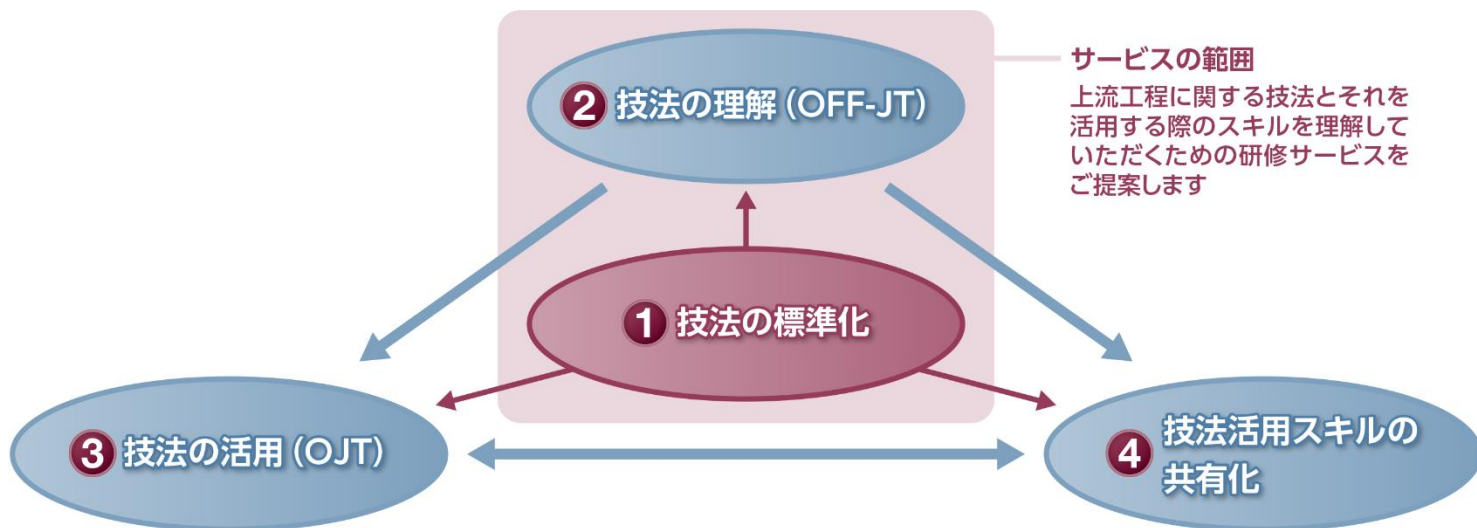 サービスの範囲
上流工程に関する技法とそれを
活用する際のスキルを理解して
いただくための研修サービスを
ご提案します
2 技法の理解(OFF-JT)
1 技法の標準化
3 技法の活用(OJT)
4 技法活用スキルの
共有化